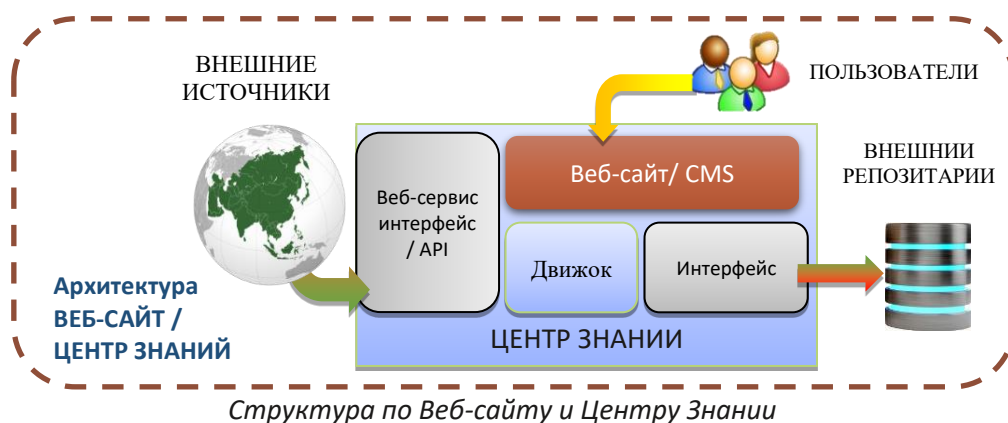 ВНЕШНИЕ
ИСТОЧНИКИ
ПОЛЬЗОВАТЕЛИ
Веб-сайт/ CMS
ВНЕШНИИ
РЕПОЗИТАРИИ
Веб-сервис
интерфейс
/ API
Движок
Интерфейс
Архитектура
ВЕБ-САЙТ /
ЦЕНТР ЗНАНИЙ
ЦЕНТР ЗНАНИИ
Структура по Веб-сайту и Центру Знании